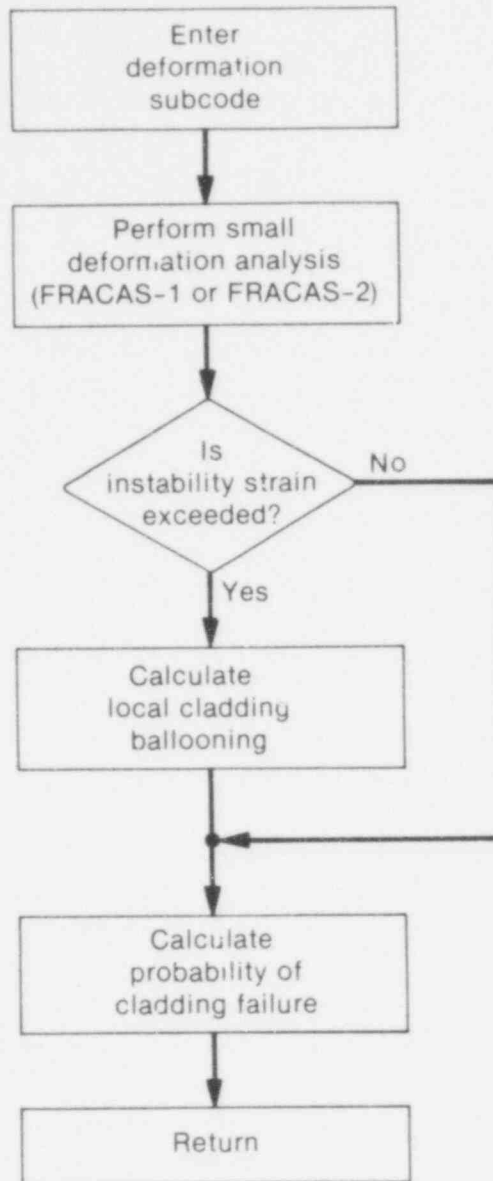 Enter
deformation
subcode
Perform small
deformation analysis
(FRACAS-1 or FRACAS-2)
Is
instability strain
exceeded?
No
Yes
Calculate
local cladding
ballooning
Calculate
probability of
cladding failure
Return